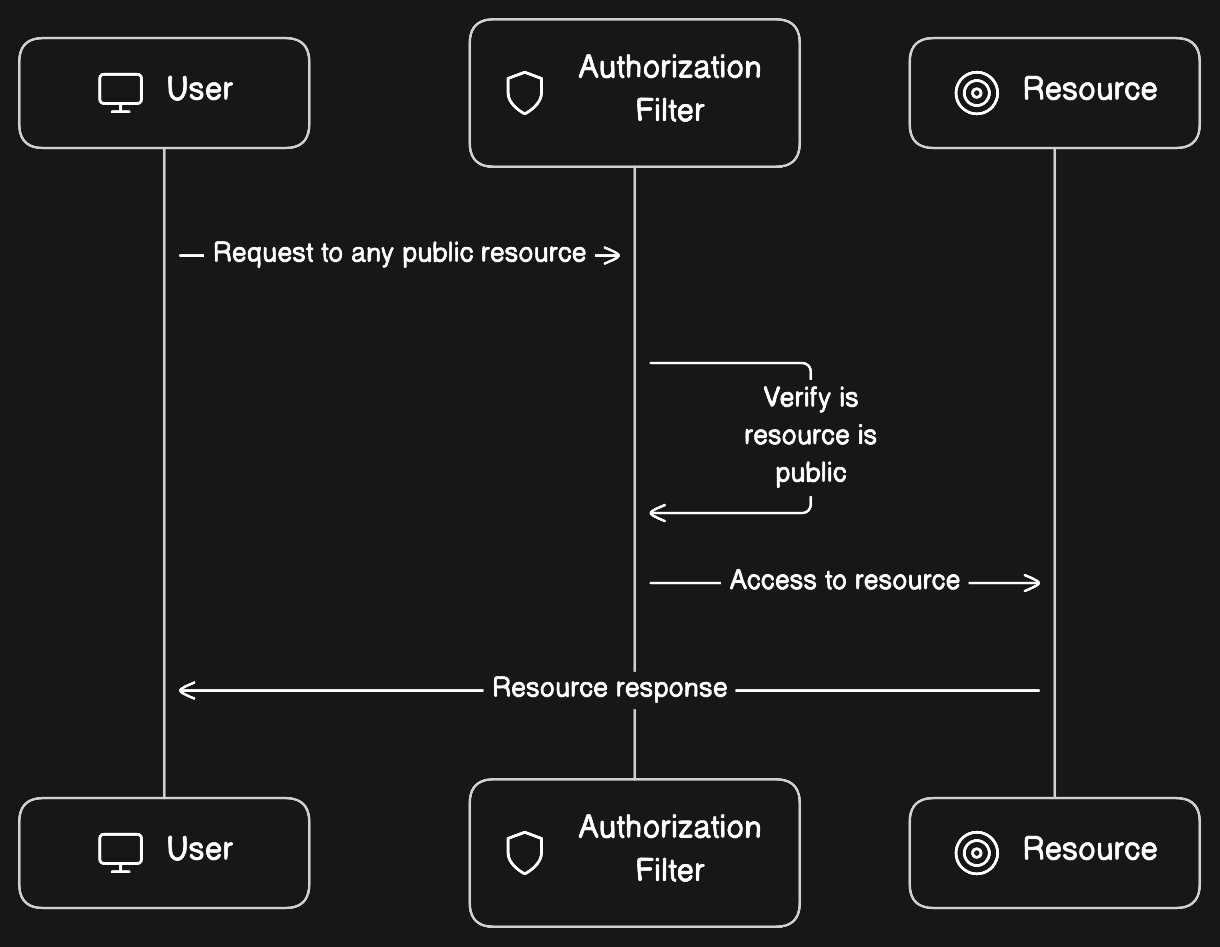 User
Authorization
Filter
Resource
Request to any public resource
Verify is
resource is
public
Access to resource
Resource response
User
Authorization
Filter
Resource